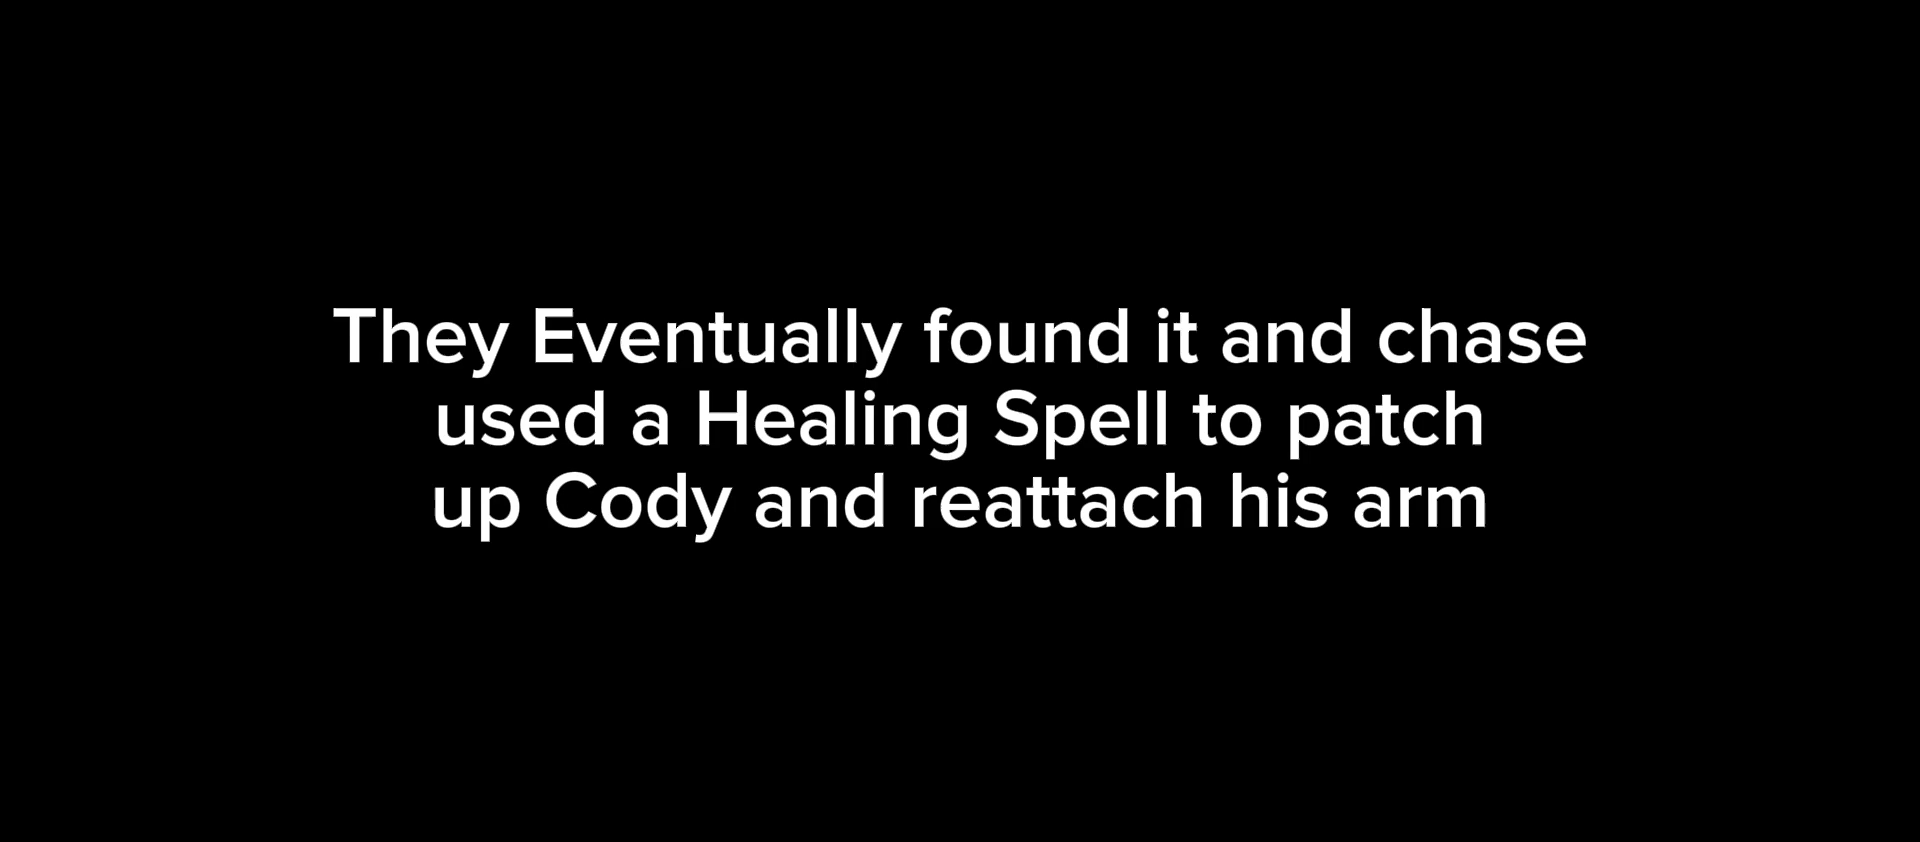 They Eventually found it and chase
used a Healing Spell to patch
up Cody and reattach his arm